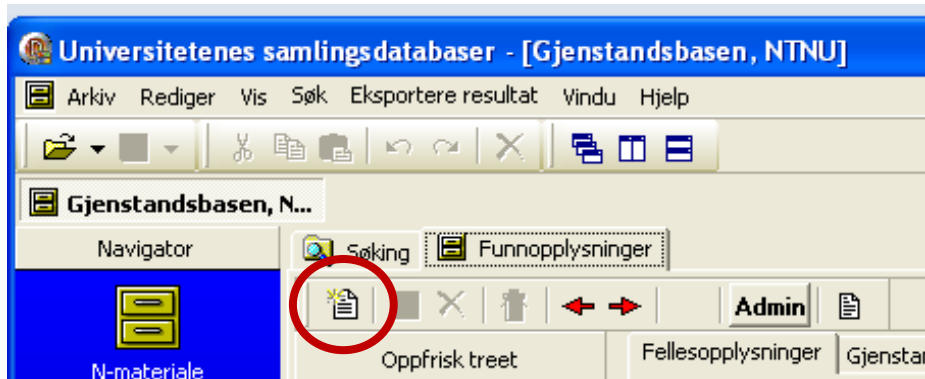 Universitetenes samlingsdatabaser - [Gjenstandsbasen, NTNU]
Arkiv Rediger Vis Søk Eksportere resultat Vindu Hjelp
Gjenstandsbasen, N...
Navigator Søking Funnopplysninger
Admin
Oppfrisk treet Fellesopplysninger Gjenstan
N-materiale